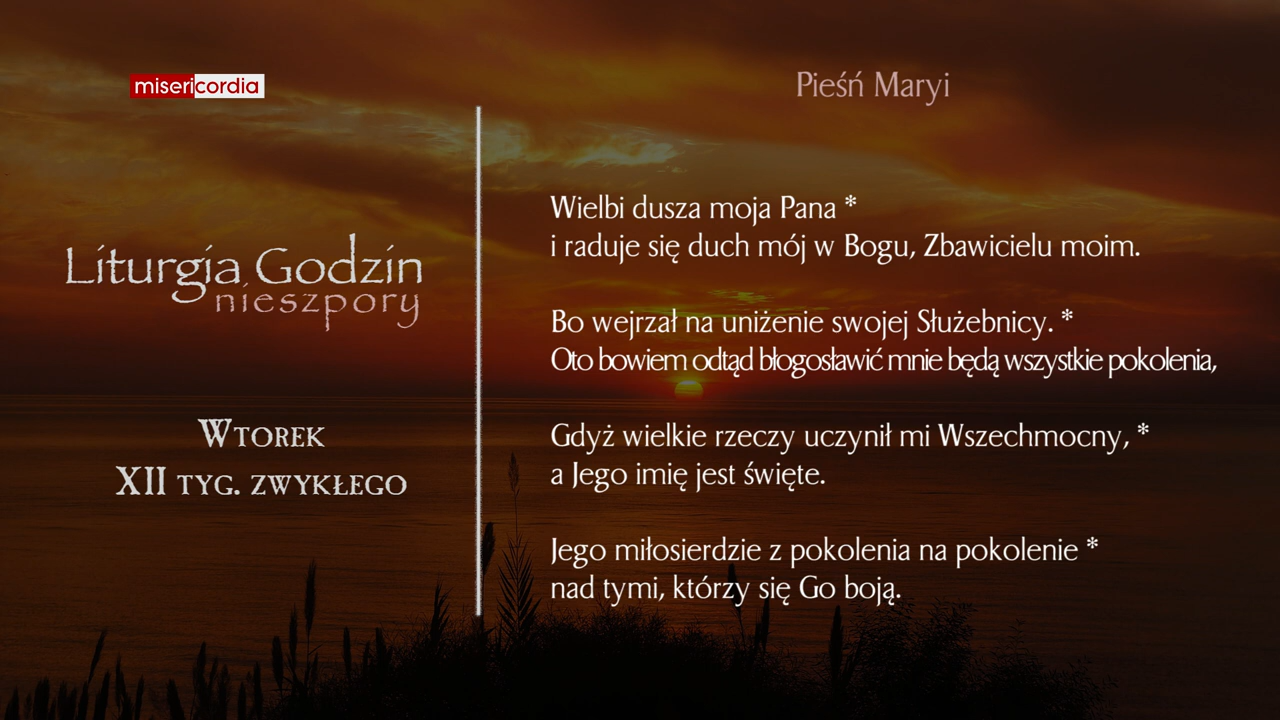 misericordia
Liturgia Godzin
nieszpory
Wtorek
XII tyg. zwykłego
Pieśń Maryi
Wielbi dusza moja Pana *
i raduje się duch mój w Bogu, Zbawicielu moim.
Bo wejrzał na uniżenie swojej Służebnicy. *
Oto bowiem odtąd błogosławić mnie będą wszystkie pokolenia,
Gdyż wielkie rzeczy uczynił mi Wszechmocny, *
a Jego imię jest święte.
Jego miłosierdzie z pokolenia na pokolenie *
nad tymi, którzy się Go boją.